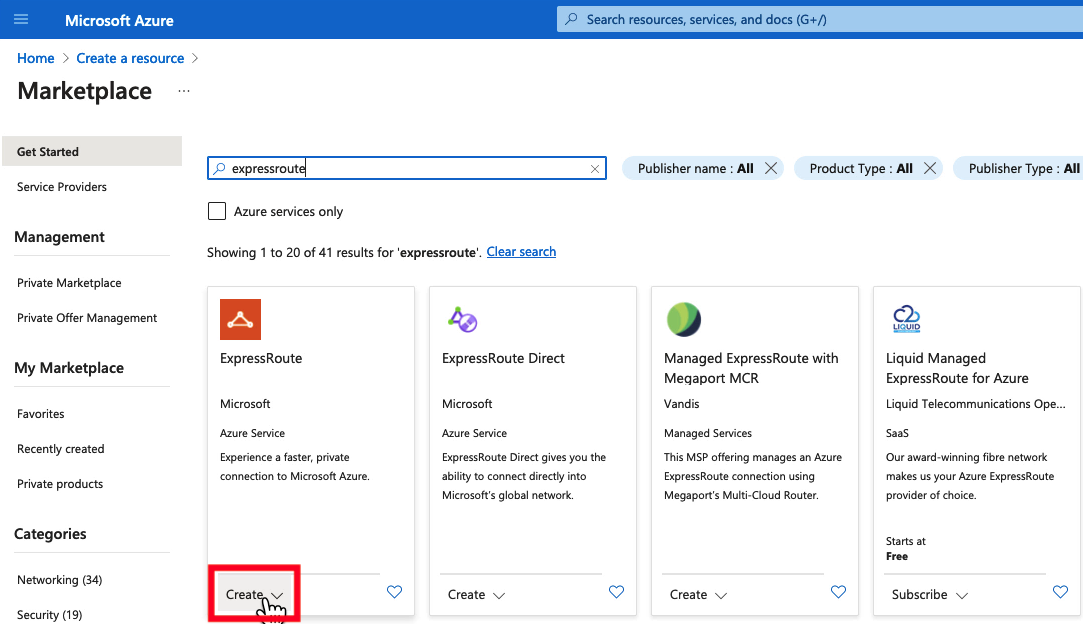 Microsoft Azure
Search resources, services, and docs (G+/)
Home > Create a resource >
Marketplace ...
Get Started
Service Providers
Management
Private Marketplace
Private Offer Management
My Marketplace
Favorites
Recently created
Private products
Categories
Networking (34)
Security (19)
expressroute
Publisher name : All
Product Type : All
Publisher Type : All
Azure services only
Showing 1 to 20 of 41 results for 'expressroute'. Clear search
ExpressRoute
Microsoft
Azure Service
Experience a faster, private
connection to Microsoft Azure.
Create
ExpressRoute Direct
Microsoft
Azure Service
ExpressRoute Direct gives you the
ability to connect directly into
Microsoft's global network.
Create
Managed ExpressRoute with
Megaport MCR
Vandis
Managed Services
This MSP offering manages an Azure
ExpressRoute connection using
Megaport's Multi-Cloud Router.
Create
LIQUID
Liquid Managed
ExpressRoute for Azure
Liquid Telecommunications Ope...
SaaS
Our award-winning fibre network
makes us your Azure ExpressRoute
provider of choice.
Starts at
Free
Subscribe